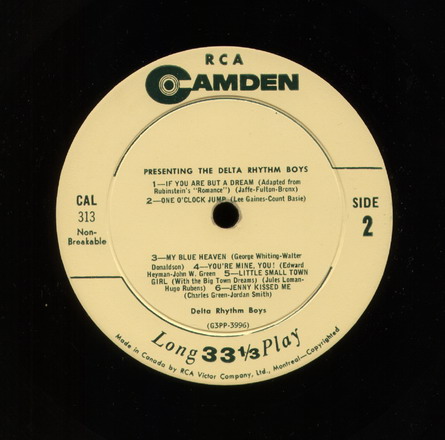 RCA
CAMDEN
PRESENTING THE DELTA RHYTHM BOYS
1—IF YOU ARE BUT A DREAM (Adapted from
Rubinstein's "Romance") (Jaffe-Fulton-Bronx)
2—ONE O'CLOCK JUMP (Lee Gaines-Count Basie)
CAL
313
Non-
Breakable
SIDE
2
3—MY BLUE HEAVEN (George Whiting-Walter
Donaldson) 4—YOU'RE MINE, YOU! (Edward
Heyman-John W. Green) 5—LITTLE SMALL TOWN
GIRL (With the Big Town Dreams) (Jules Loman-
Hugo Rubens) 6—JENNY KISSED ME
(Charles Green-Jordan Smith)
Delta Rhythm Boys
(G3PP-3996)
Long 33⅓ Play
Made in Canada by RCA Victor Company, Ltd., Montreal—Copyrighted